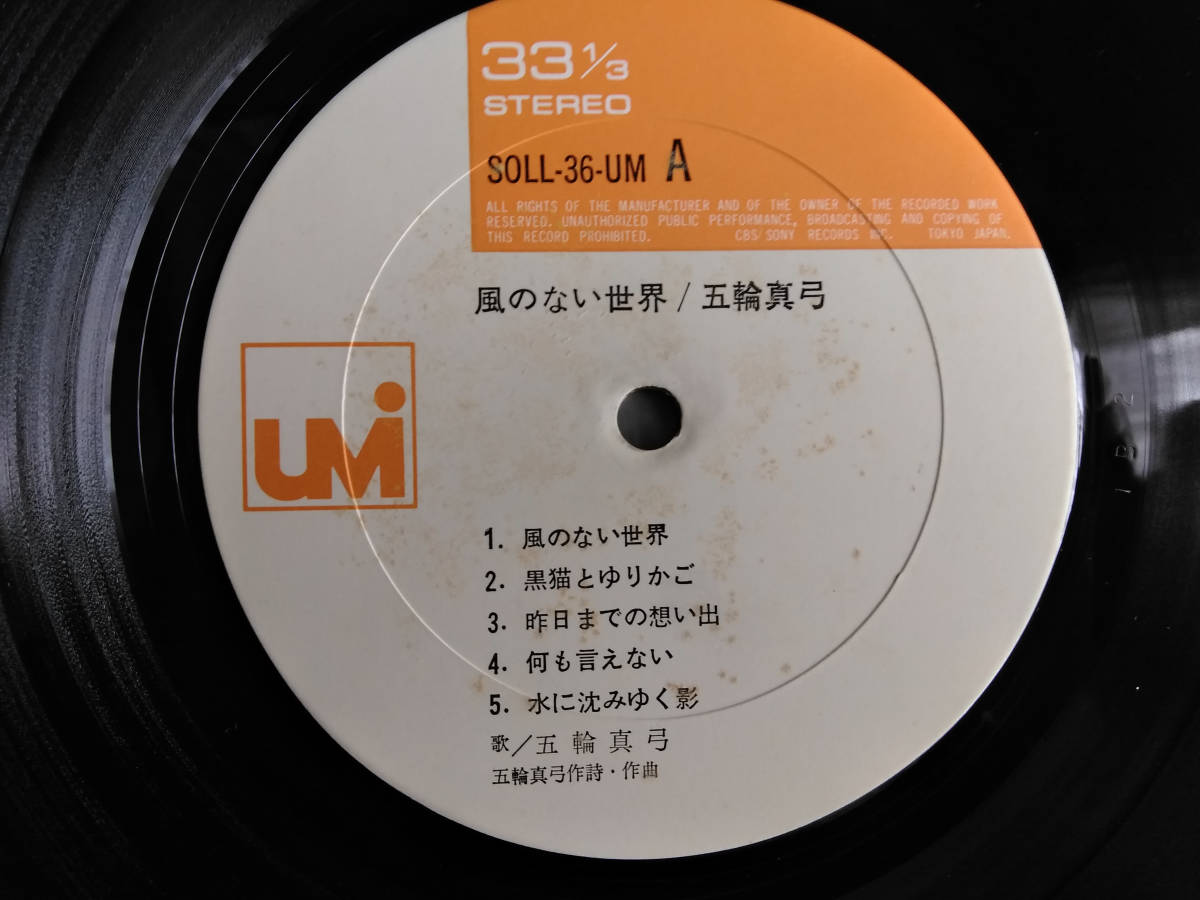 33 1/3
STEREO
SOLL-36-UM A
ALL RIGHTS OF THE MANUFACTURER AND OF THE OWNER OF THE RECORDED WORK
RESERVED. UNAUTHORIZED PUBLIC PERFORMANCE, BROADCASTING AND COPYING OF
THIS RECORD PROHIBITED. CBS/SONY RECORDS INC. TOKYO JAPAN.
風のない世界/五輪真弓
UMi
1. 風のない世界
2. 黒猫とゆりかご
3. 昨日までの想い出
4. 何も言えない
5. 水に沈みゆく影
歌/五輪真弓
五輪真弓作詩・作曲